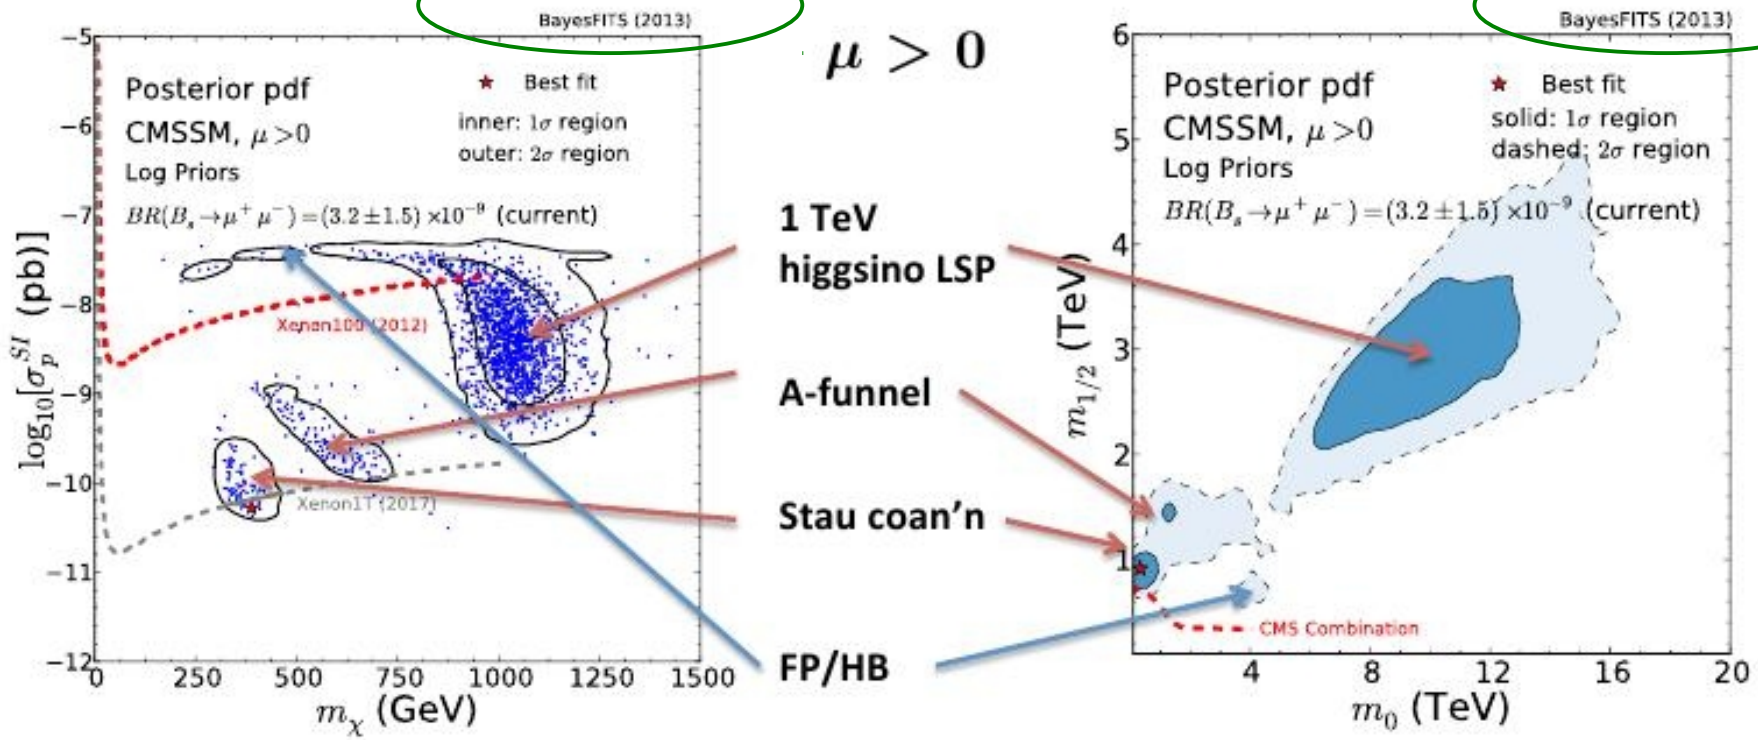 BayesFITS (2013)
Posterior pdf
CMSSM, μ>0
Log Priors
BR(B_s→μ⁺ μ⁻)=(3.2±1.5)×10⁻⁹ (current)
Best fit
inner: 1σ region
outer: 2σ region
Xenon100 (2012)
Xenon1T (2017)
log₁₀[σ_p^{SI} (pb)]
−5
−6
−7
−8
−9
−10
−11
−12
0 250 500 750 1000 1250 1500
m_χ (GeV)
μ > 0
1 TeV
higgsino LSP
A-funnel
Stau coan’n
FP/HB
BayesFITS (2013)
Posterior pdf
CMSSM, μ>0
Log Priors
BR(B_s→μ⁺ μ⁻)=(3.2±1.5)×10⁻⁹ (current)
Best fit
solid: 1σ region
dashed: 2σ region
CMS Combination
m_{1/2} (TeV)
6
5
4
3
2
1
4 8 12 16 20
m₀ (TeV)